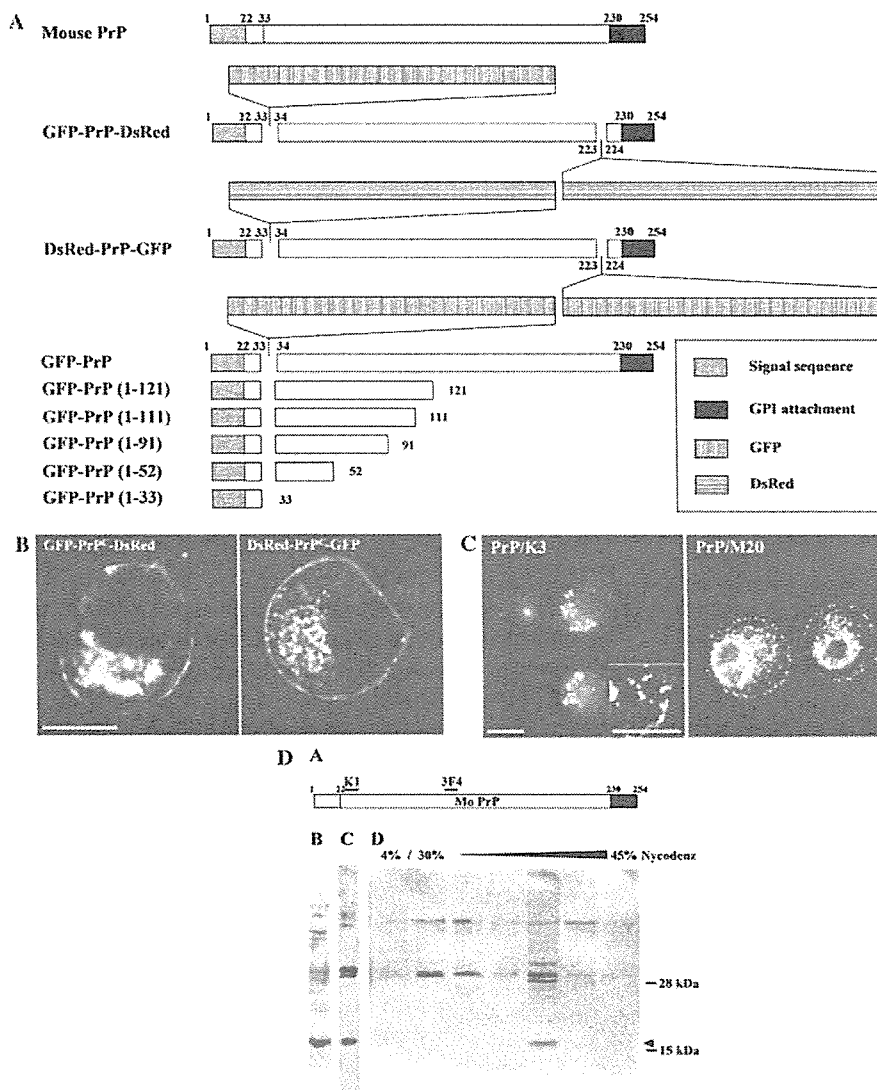 A
1 22 33 230 254
Mouse PrP
1 22 33 34 230 254
GFP-PrP-DsRed
223 224
1 22 33 34 230 254
DsRed-PrP-GFP
223 224
1 22 33 34 230 254
GFP-PrP
GFP-PrP (1-121) 121
GFP-PrP (1-111) 111
GFP-PrP (1-91) 91
GFP-PrP (1-52) 52
GFP-PrP (1-33) 33
Signal sequence
GPI attachment
GFP
DsRed
B
GFP-PrPᶜ-DsRed
DsRed-PrPᶜ-GFP
C
PrP/K3
PrP/M20
D A
K1 3F4
1 22 230 254
Mo PrP
B C D
4% / 30% 45% Nycodenz
28 kDa
15 kDa